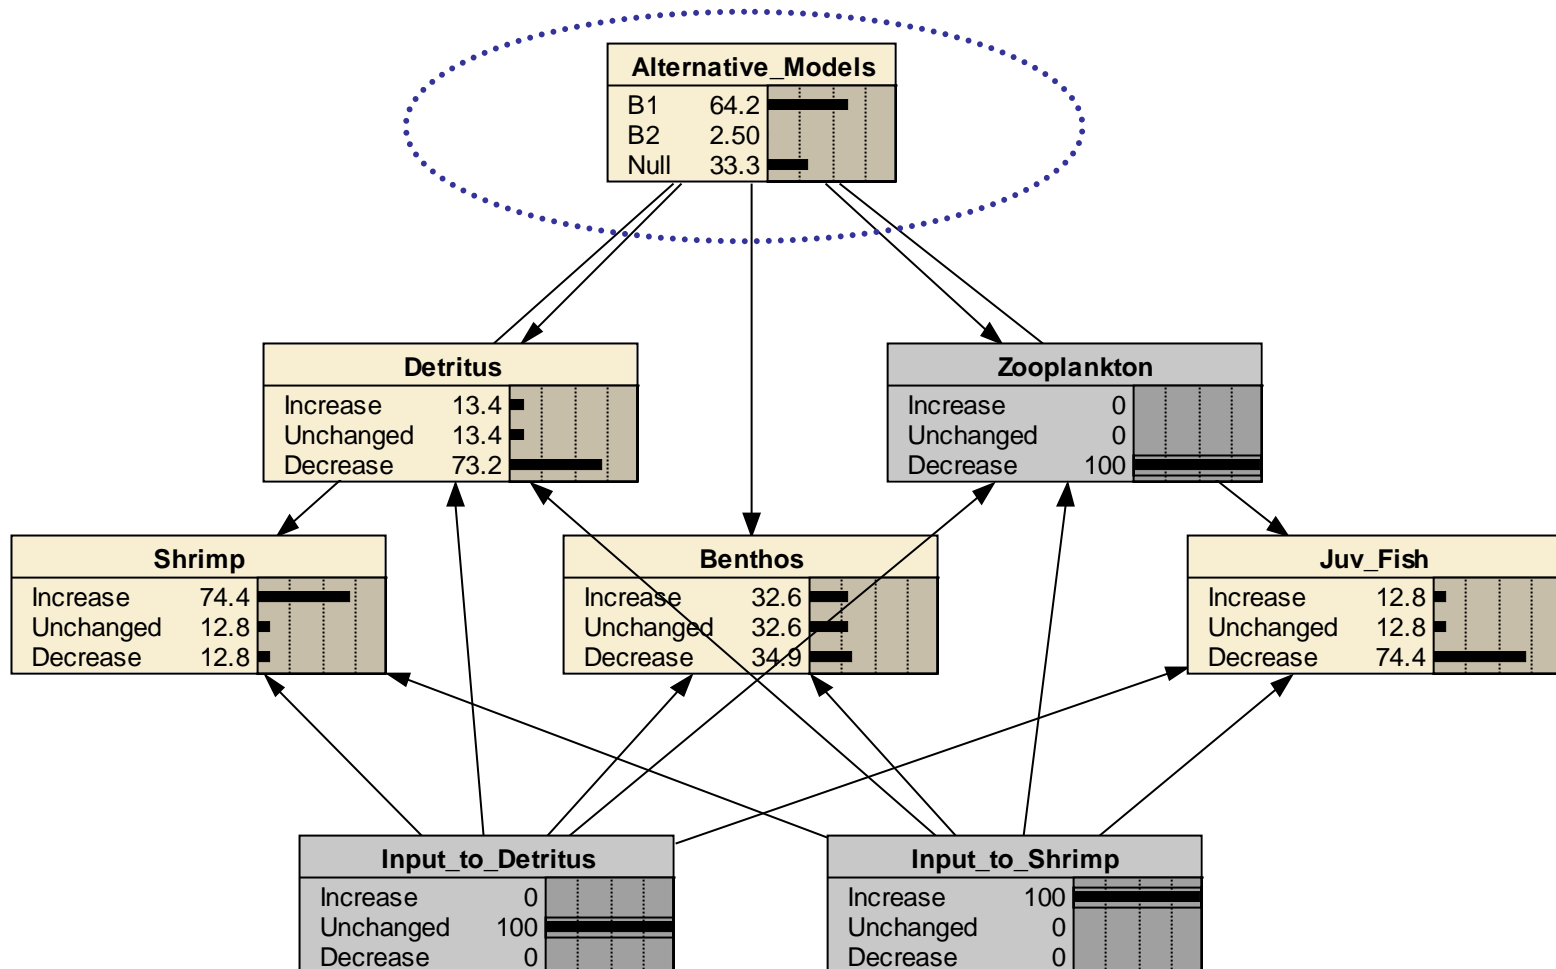 Alternative_Models
B1 64.2
B2 2.50
Null 33.3
Detritus
Increase 13.4
Unchanged 13.4
Decrease 73.2
Zooplankton
Increase 0
Unchanged 0
Decrease 100
Shrimp
Increase 74.4
Unchanged 12.8
Decrease 12.8
Benthos
Increase 32.6
Unchanged 32.6
Decrease 34.9
Juv_Fish
Increase 12.8
Unchanged 12.8
Decrease 74.4
Input_to_Detritus
Increase 0
Unchanged 100
Decrease 0
Input_to_Shrimp
Increase 100
Unchanged 0
Decrease 0